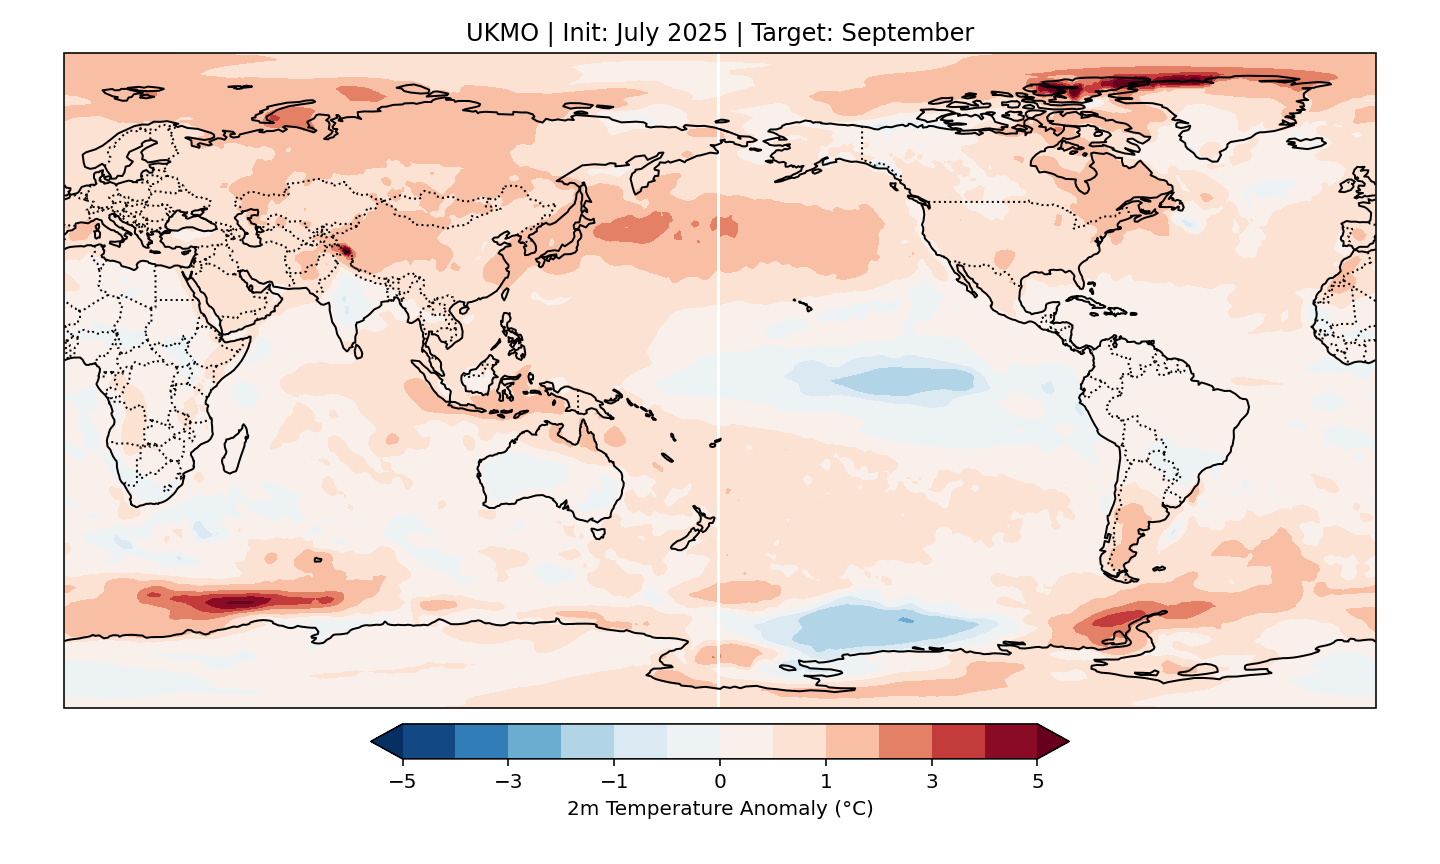 UKMO | Init: July 2025 | Target: September
−5 −3 −1 0 1 3 5
2m Temperature Anomaly (°C)